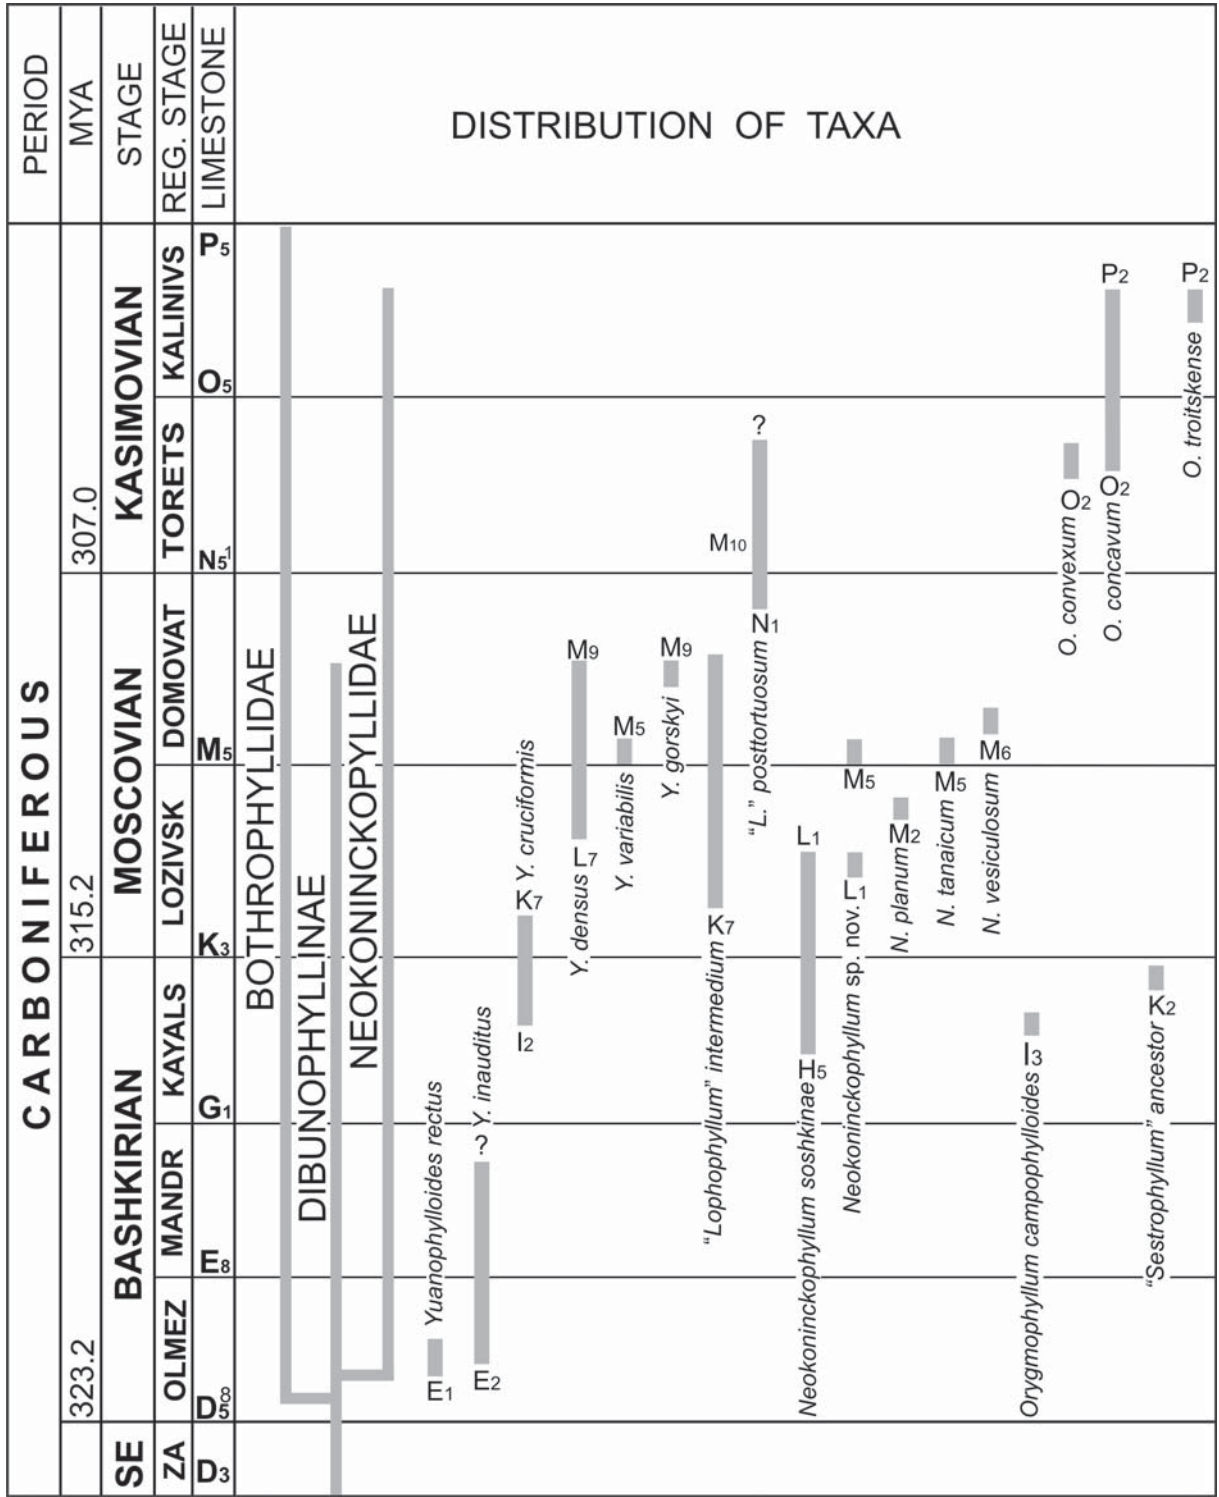 PERIOD
MYA
STAGE
REG. STAGE
LIMESTONE
DISTRIBUTION OF TAXA
CARBONIFEROUS
307.0
315.2
323.2
KASIMOVIAN
MOSCOVIAN
BASHKIRIAN
SE
KALINIVS
TORETS
DOMOVAT
LOZIVSK
KAYALS
MANDR
OLMEZ
ZA
P5
O5
N5¹
M5
K3
G1
E8
D5⁸
D3
BOTHROPHYLLIDAE
DIBUNOPHYLLINAE
NEOKONINCKOPYLLIDAE
Yuanophylloides rectus
E1
?
Y. inauditus
E2
Y. cruciformis
K7
I2
M9
L7
Y. densus
M5
Y. variabilis
M9
Y. gorskyi
K7
"Lophophyllum" intermedium
M10
?
N1
"L." posttortuosum
L1
H5
Neokoninckophyllum soshkinae
M5
L1
Neokoninckophyllum sp. nov.
M2
N. planum
M5
N. tanaicum
M6
N. vesiculosum
I3
Orygmophyllum campophylloides
O2
O. convexum
P2
O2
O. concavum
K2
"Sestrophyllum" ancestor
P2
O. troitskense